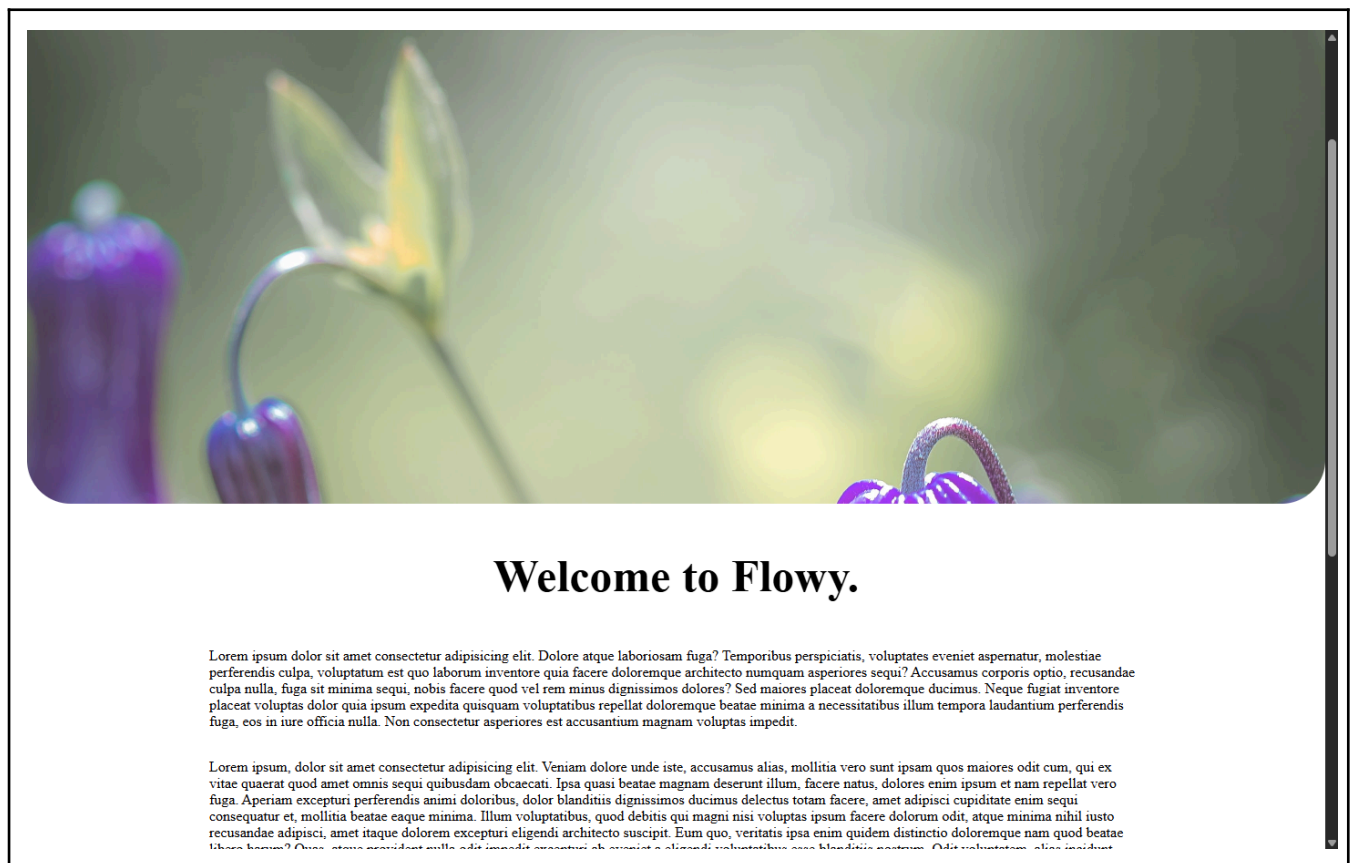 Welcome to Flowy.
Lorem ipsum dolor sit amet consectetur adipisicing elit. Dolore atque laboriosam fuga? Temporibus perspiciatis, voluptates eveniet aspernatur, molestiae
perferendis culpa, voluptatum est quo laborum inventore quia facere doloremque architecto numquam asperiores sequi? Accusamus corporis optio, recusandae
culpa nulla, fuga sit minima sequi, nobis facere quod vel rem minus dignissimos dolores? Sed maiores placeat doloremque ducimus. Neque fugiat inventore
placeat voluptas dolor quia ipsum expedita quisquam voluptatibus repellat doloremque beatae minima a necessitatibus illum tempora laudantium perferendis
fuga, eos in iure officia nulla. Non consectetur asperiores est accusantium magnam voluptas impedit.
Lorem ipsum, dolor sit amet consectetur adipisicing elit. Veniam dolore unde iste, accusamus alias, mollitia vero sunt ipsam quos maiores odit cum, qui ex
vitae quaerat quod amet omnis sequi quibusdam obcaecati. Ipsa quasi beatae magnam deserunt illum, facere natus, dolores enim ipsum et nam repellat vero
fuga. Aperiam excepturi perferendis animi doloribus, dolor blanditiis dignissimos ducimus delectus totam facere, amet adipisci cupiditate enim sequi
consequatur et, mollitia beatae eaque minima. Illum voluptatibus, quod debitis qui magni nisi voluptas ipsum facere dolorum odit, atque minima nihil iusto
recusandae adipisci, amet itaque dolorem excepturi eligendi architecto suscipit. Eum quo, veritatis ipsa enim quidem distinctio doloremque nam quod beatae